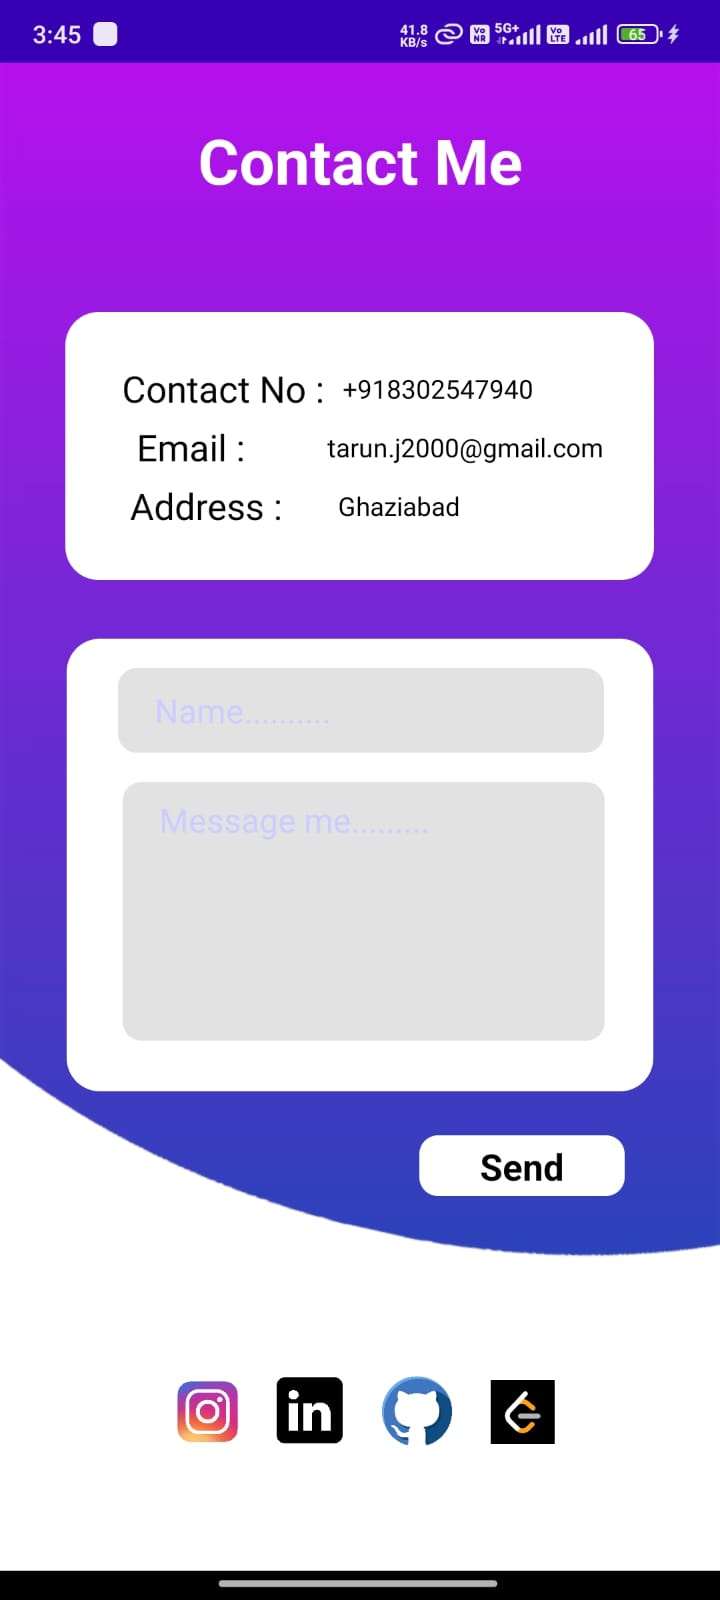 3:45 41.8 KB/s Vo NR 5G+ Vo LTE 65
Contact Me
Contact No : +918302547940
Email : tarun.j2000@gmail.com
Address : Ghaziabad
Name..........
Message me.........
Send
in